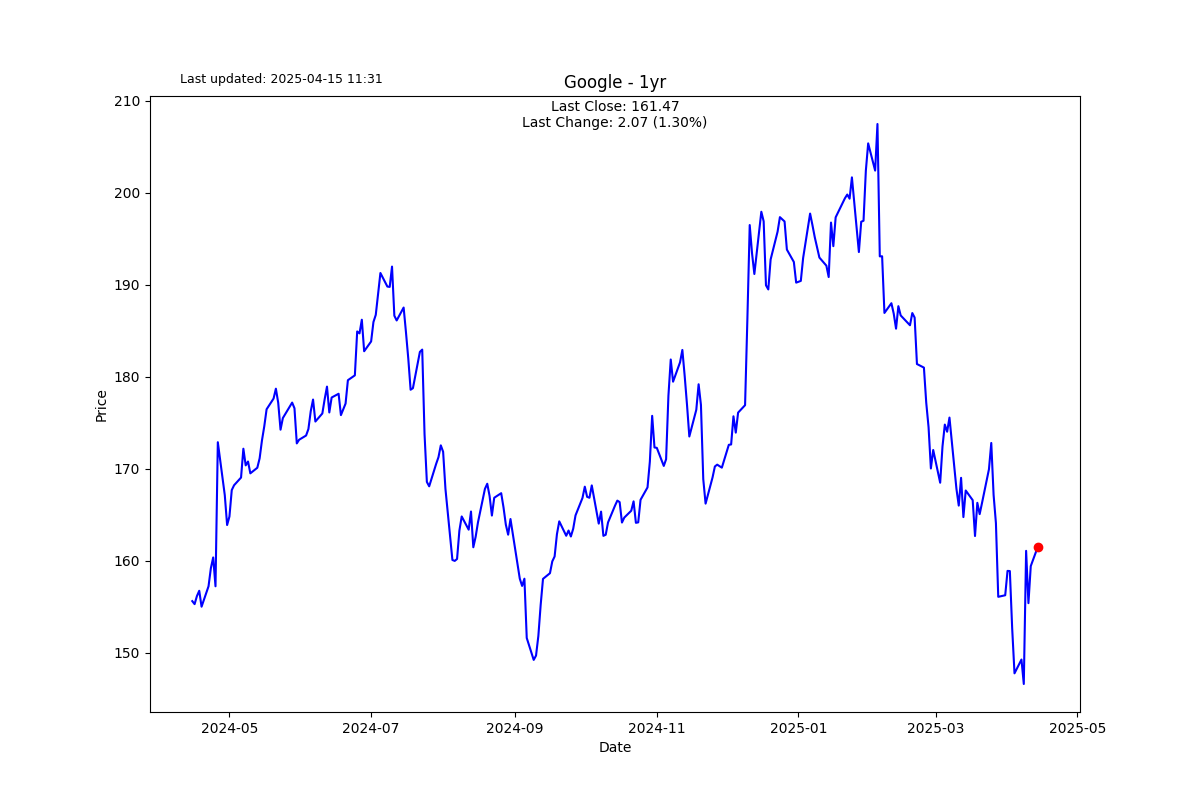 Last updated: 2025-04-15 11:31
Google - 1yr
Last Close: 161.47
Last Change: 2.07 (1.30%)
210
200
190
180
170
160
150
Price
2024-05
2024-07
2024-09
2024-11
2025-01
2025-03
2025-05
Date